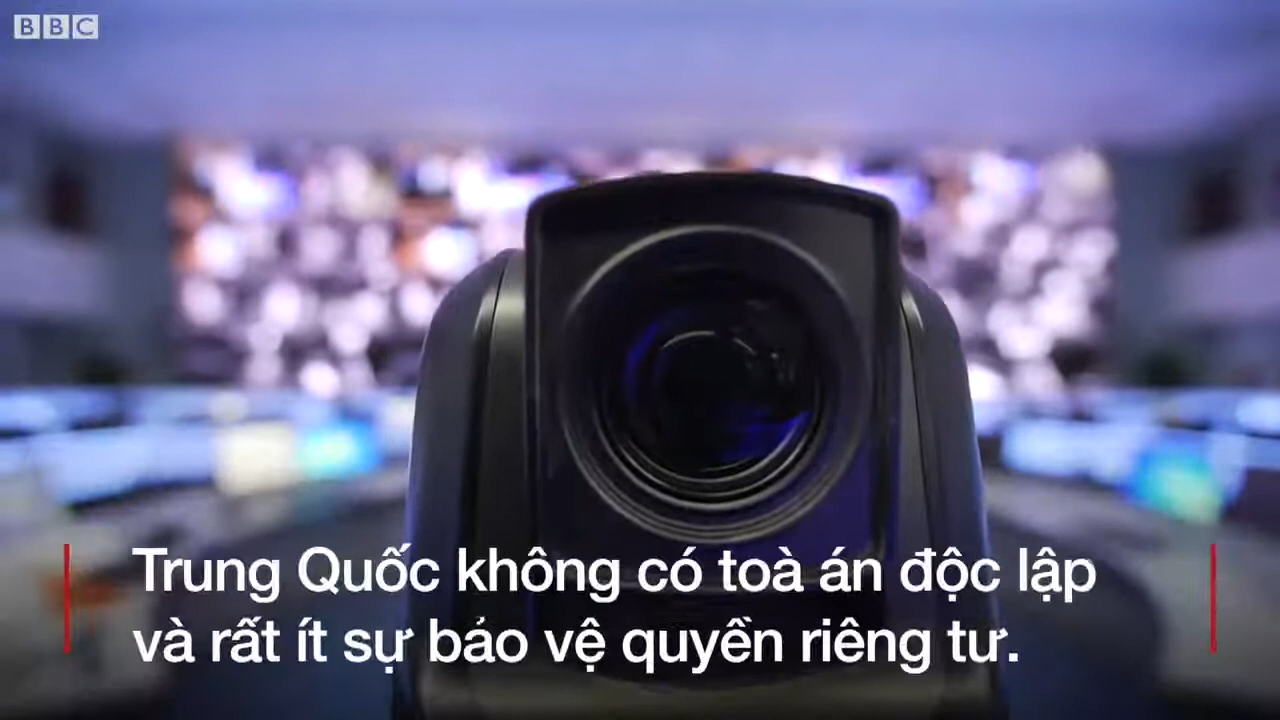 BBC
Trung Quốc không có toà án độc lập
và rất ít sự bảo vệ quyền riêng tư.